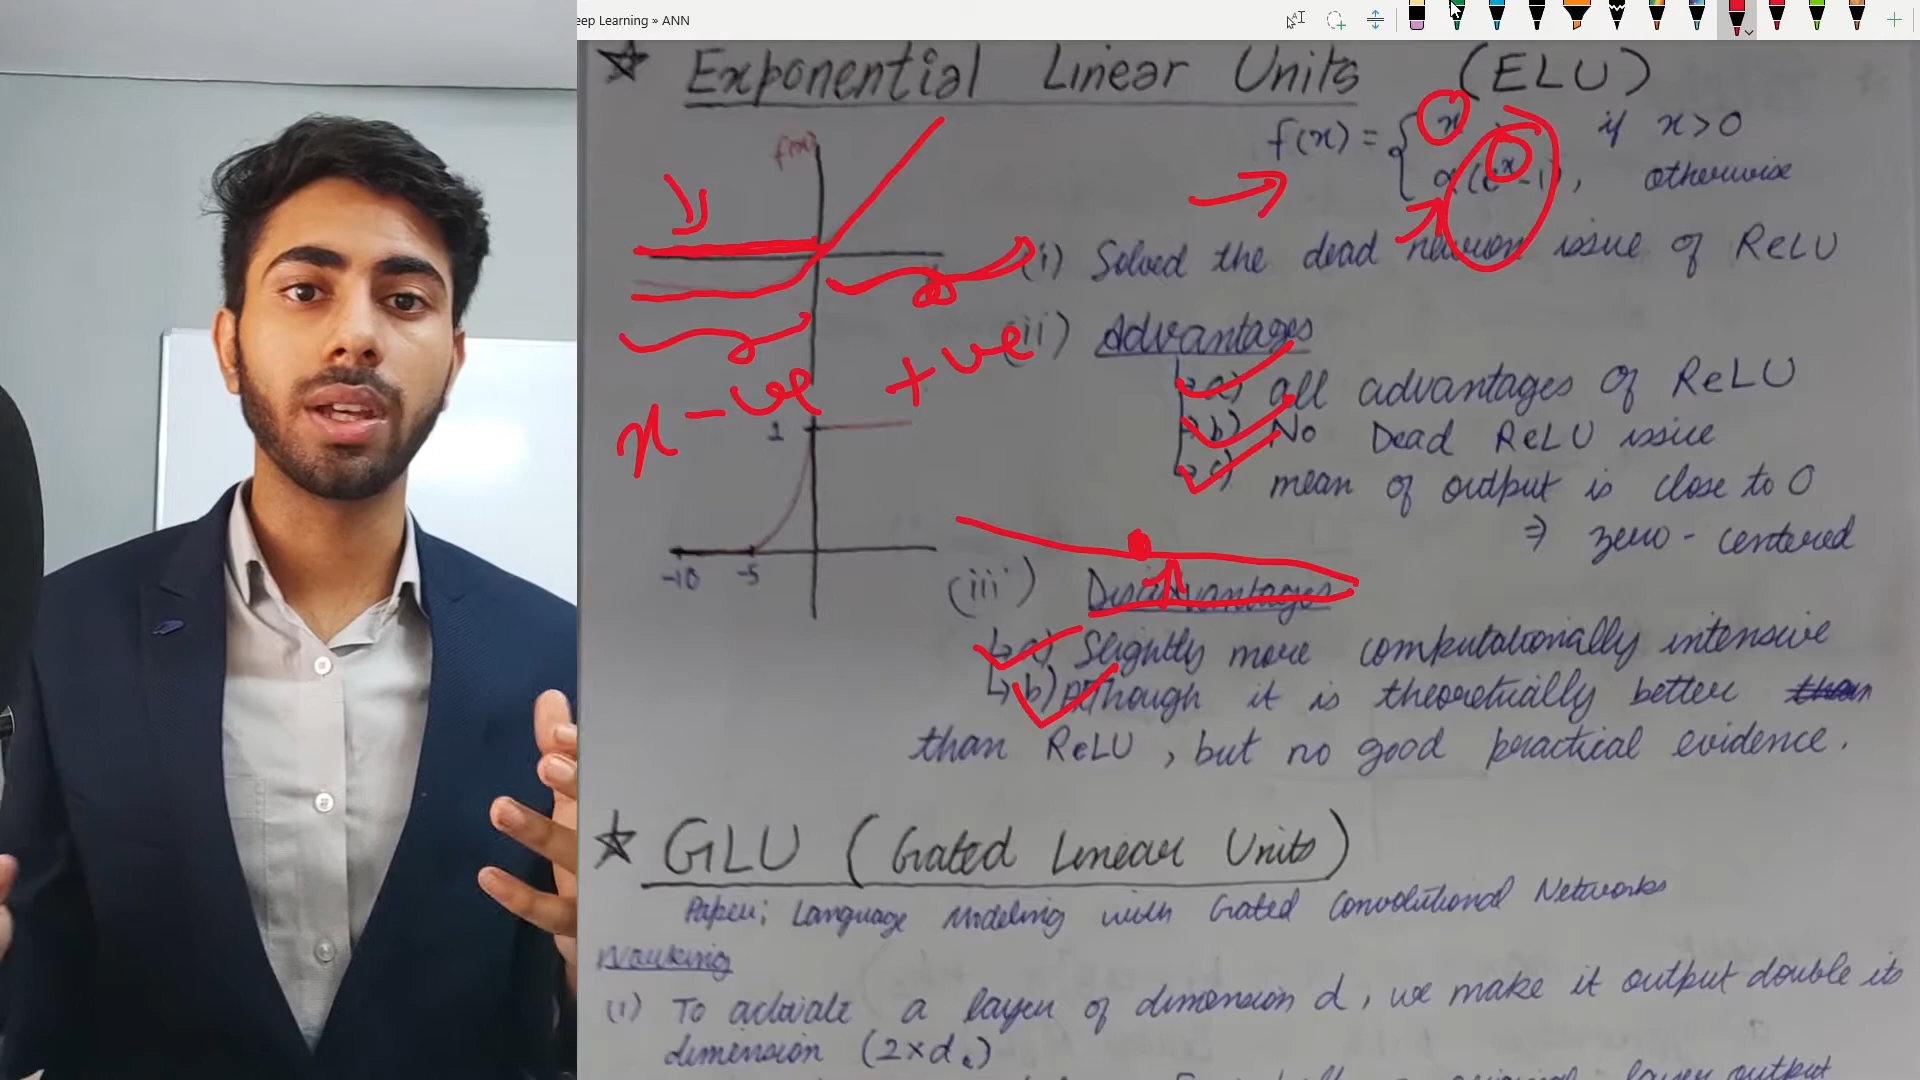 eep Learning » ANN
☆ Exponential Linear Units (ELU)
f(x)
f(x) = { x , if x>0
α(e^x-1), otherwise
(i) Solved the dead neuron issue of ReLU
(ii) Advantages
↳ a) all advantages of ReLU
↳ b) No Dead ReLU issue
↳ c) mean of output is close to 0
⇒ zero - centered
x -ve +ve
1
-10 -5
(iii) Disadvantages
↳ a) Slightly more computationally intensive
↳ b) Although it is theoretically better than
than ReLU, but no good practical evidence.
☆ GLU (Gated Linear Units)
Paper: Language Modeling with Gated Convolutional Networks
Working
(i) To activate a layer of dimension d, we make it output double its
dimension (2×d.)
layer output